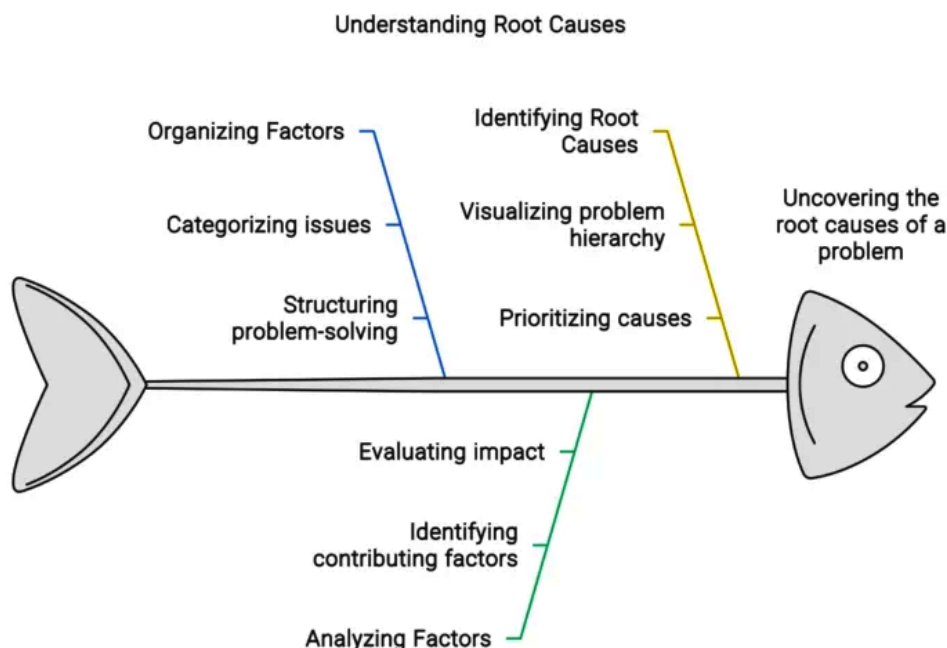 Understanding Root Causes
Organizing Factors
Categorizing issues
Structuring
problem-solving
Identifying Root
Causes
Visualizing problem
hierarchy
Prioritizing causes
Uncovering the
root causes of a
problem
Evaluating impact
Identifying
contributing factors
Analyzing Factors